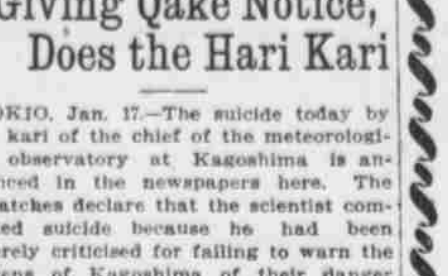 Giving Qake Notice,
Does the Hari Kari
OKIO, Jan. 17.—The suicide today by
kari of the chief of the meteorologi-
observatory at Kagoshima is an-
nced in the newspapers here. The
atches declare that the scientist com-
ed suicide because he had been
rely criticised for failing to warn the
ens of Kagoshima of their danger